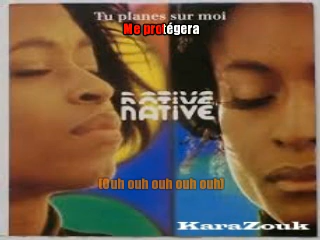 Tu planes sur moi
Me protégera
NATIVE
NATIVE
(Ouh ouh ouh ouh ouh)
KaraZouk